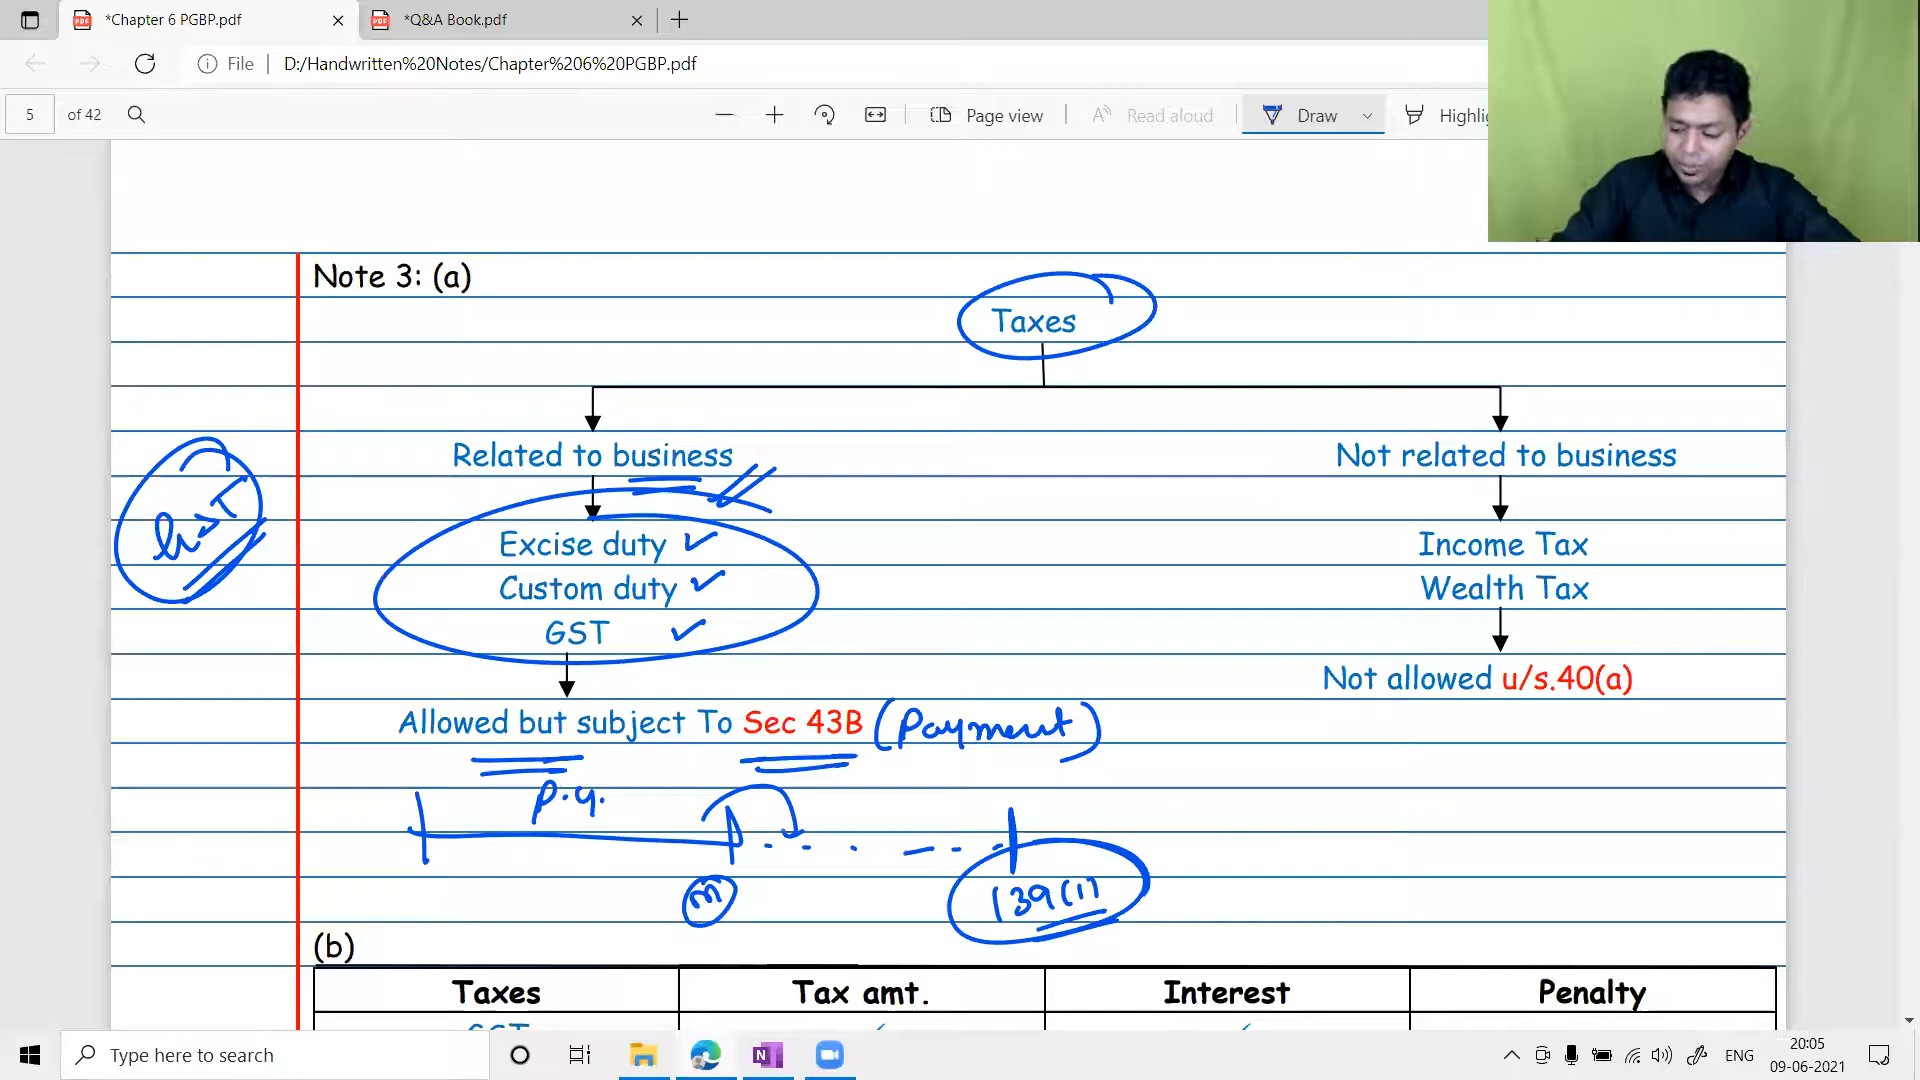 *Chapter 6 PGBP.pdf
*Q&A Book.pdf
File
D:/Handwritten%20Notes/Chapter%206%20PGBP.pdf
5 of 42
Page view
Read aloud
Draw
Highli
Note 3: (a)
Taxes
Related to business
Not related to business
Excise duty ✓
Income Tax
Custom duty ✓
Wealth Tax
GST ✓
Not allowed u/s.40(a)
Allowed but subject To Sec 43B (Payment)
P.Y.
m
139(1)
(b)
Taxes Tax amt. Interest Penalty
GST
Type here to search
ENG
20:05
09-06-2021